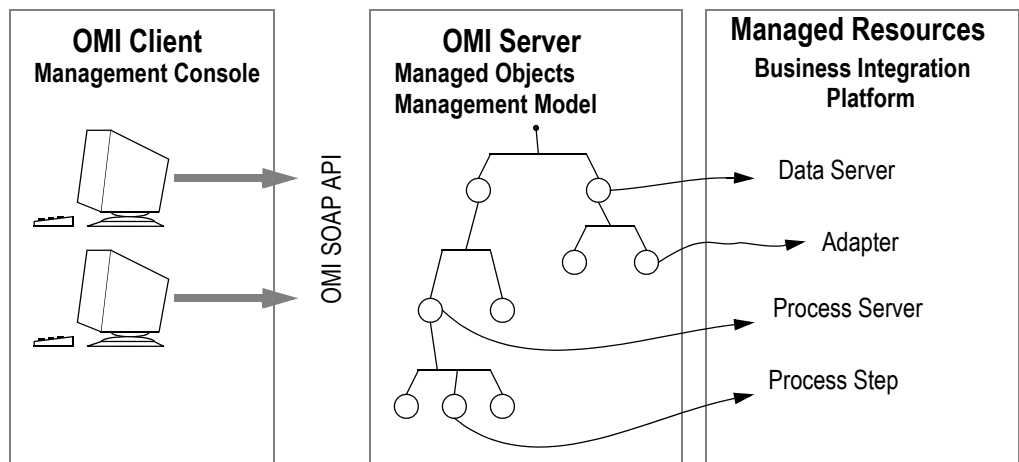 OMI Client
Management Console
OMI SOAP API
OMI Server
Managed Objects
Management Model
Managed Resources
Business Integration
Platform
Data Server
Adapter
Process Server
Process Step